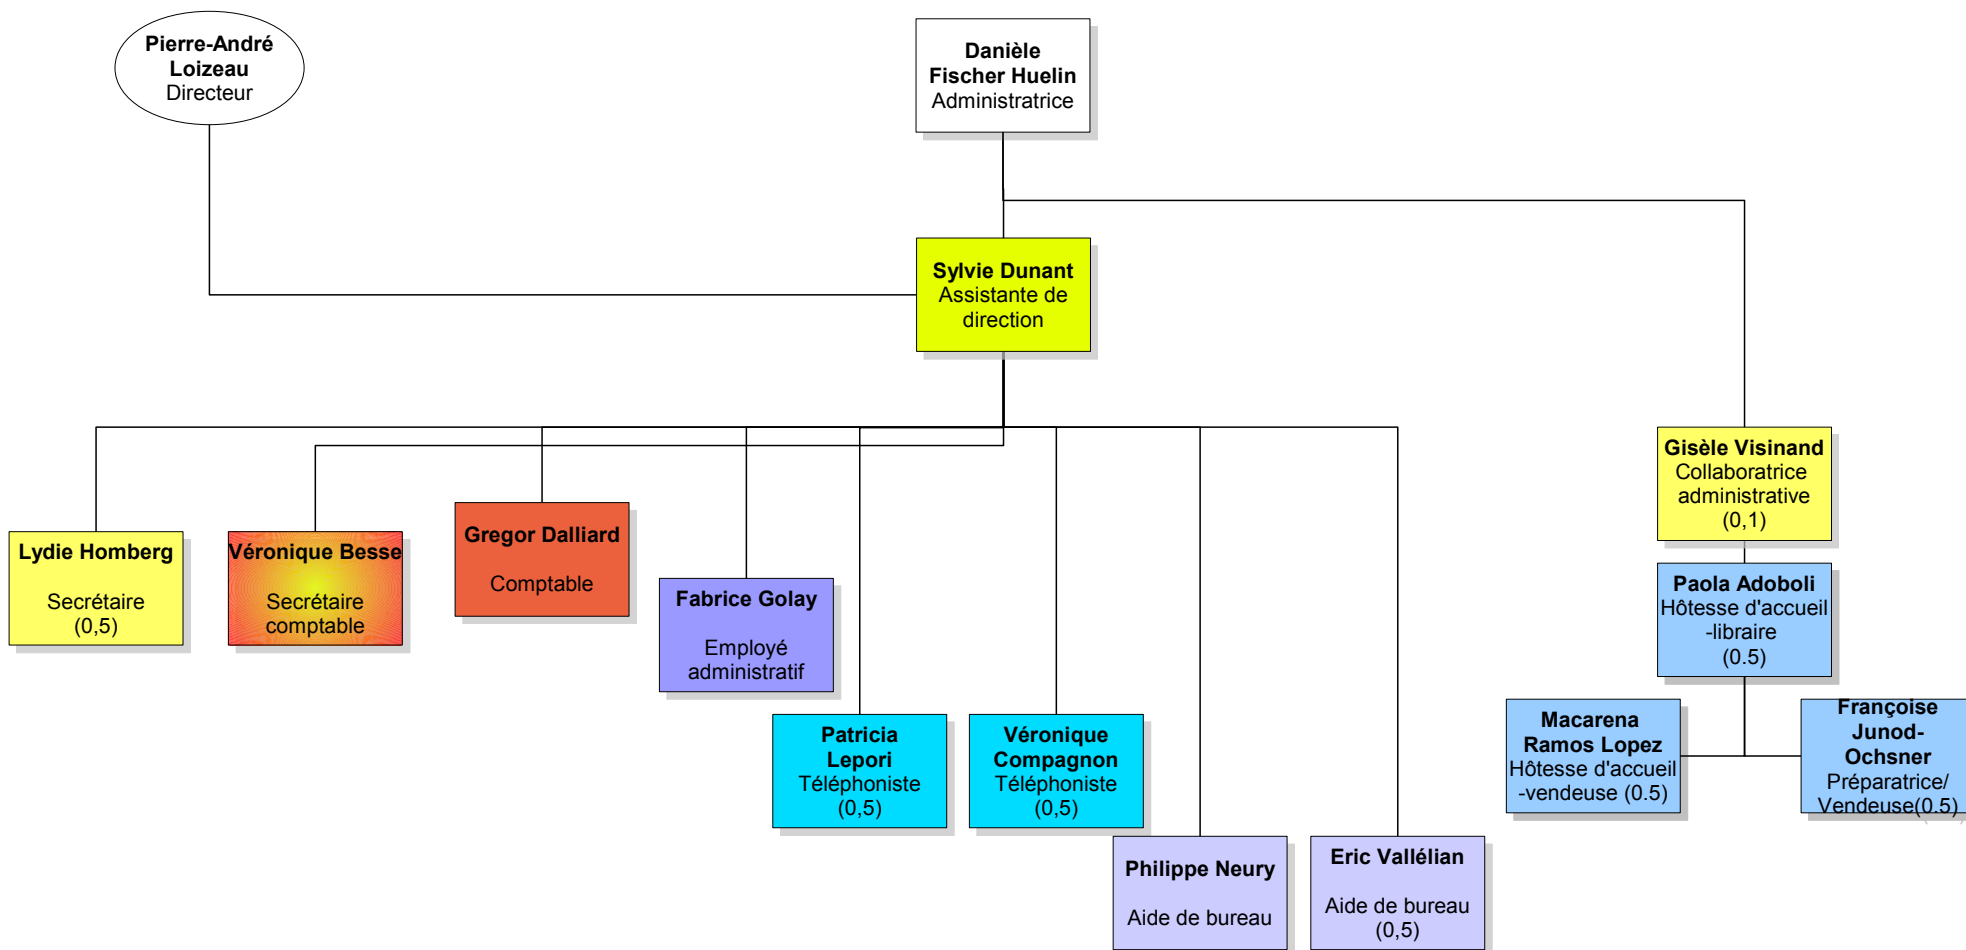 Pierre-André
Loizeau
Directeur
Danièle
Fischer Huelin
Administratrice
Sylvie Dunant
Assistante de
direction
Gisèle Visinand
Collaboratrice
administrative
(0,1)
Lydie Homberg
Secrétaire
(0,5)
Véronique Besse
Secrétaire
comptable
Gregor Dalliard
Comptable
Fabrice Golay
Employé
administratif
Paola Adoboli
Hôtesse d'accueil
-libraire
(0.5)
Patricia
Lepori
Téléphoniste
(0,5)
Véronique
Compagnon
Téléphoniste
(0,5)
Macarena
Ramos Lopez
Hôtesse d'accueil
-vendeuse (0.5)
Françoise
Junod-
Ochsner
Préparatrice/
Vendeuse(0.5)
Philippe Neury
Aide de bureau
Eric Vallélian
Aide de bureau
(0,5)